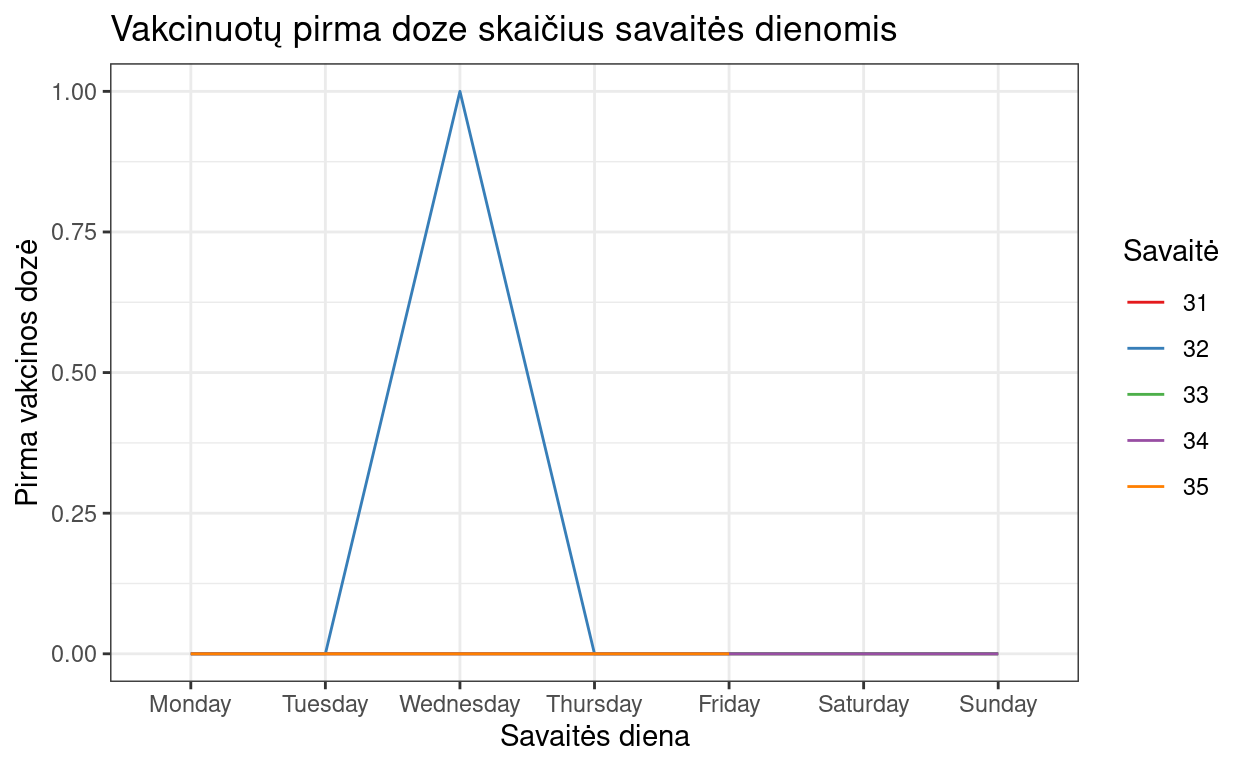 Vakcinuotų pirma doze skaičius savaitės dienomis
Pirma vakcinos dozė
1.00
0.75
0.50
0.25
0.00
Monday Tuesday Wednesday Thursday Friday Saturday Sunday
Savaitės diena
Savaitė
31
32
33
34
35